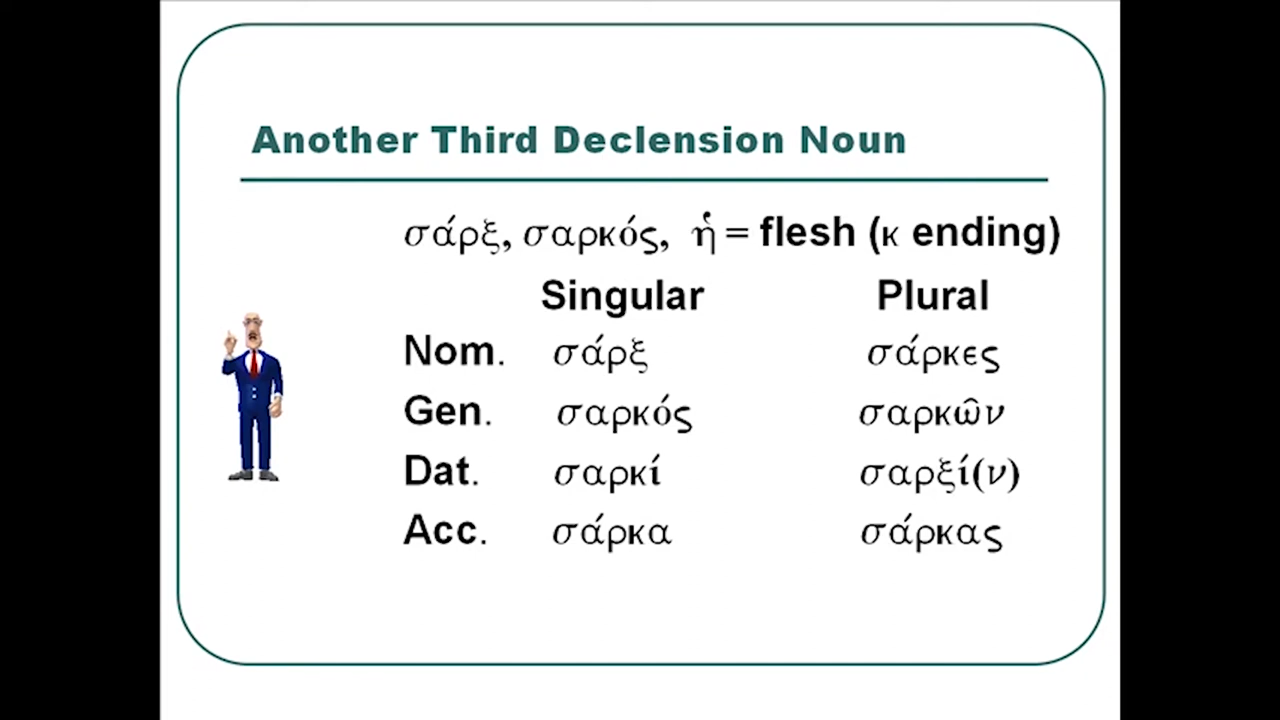 Another Third Declension Noun
σάρξ, σαρκός, ἡ = flesh (κ ending)
Singular Plural
Nom. σάρξ σάρκες
Gen. σαρκός σαρκῶν
Dat. σαρκί σαρξί(ν)
Acc. σάρκα σάρκας